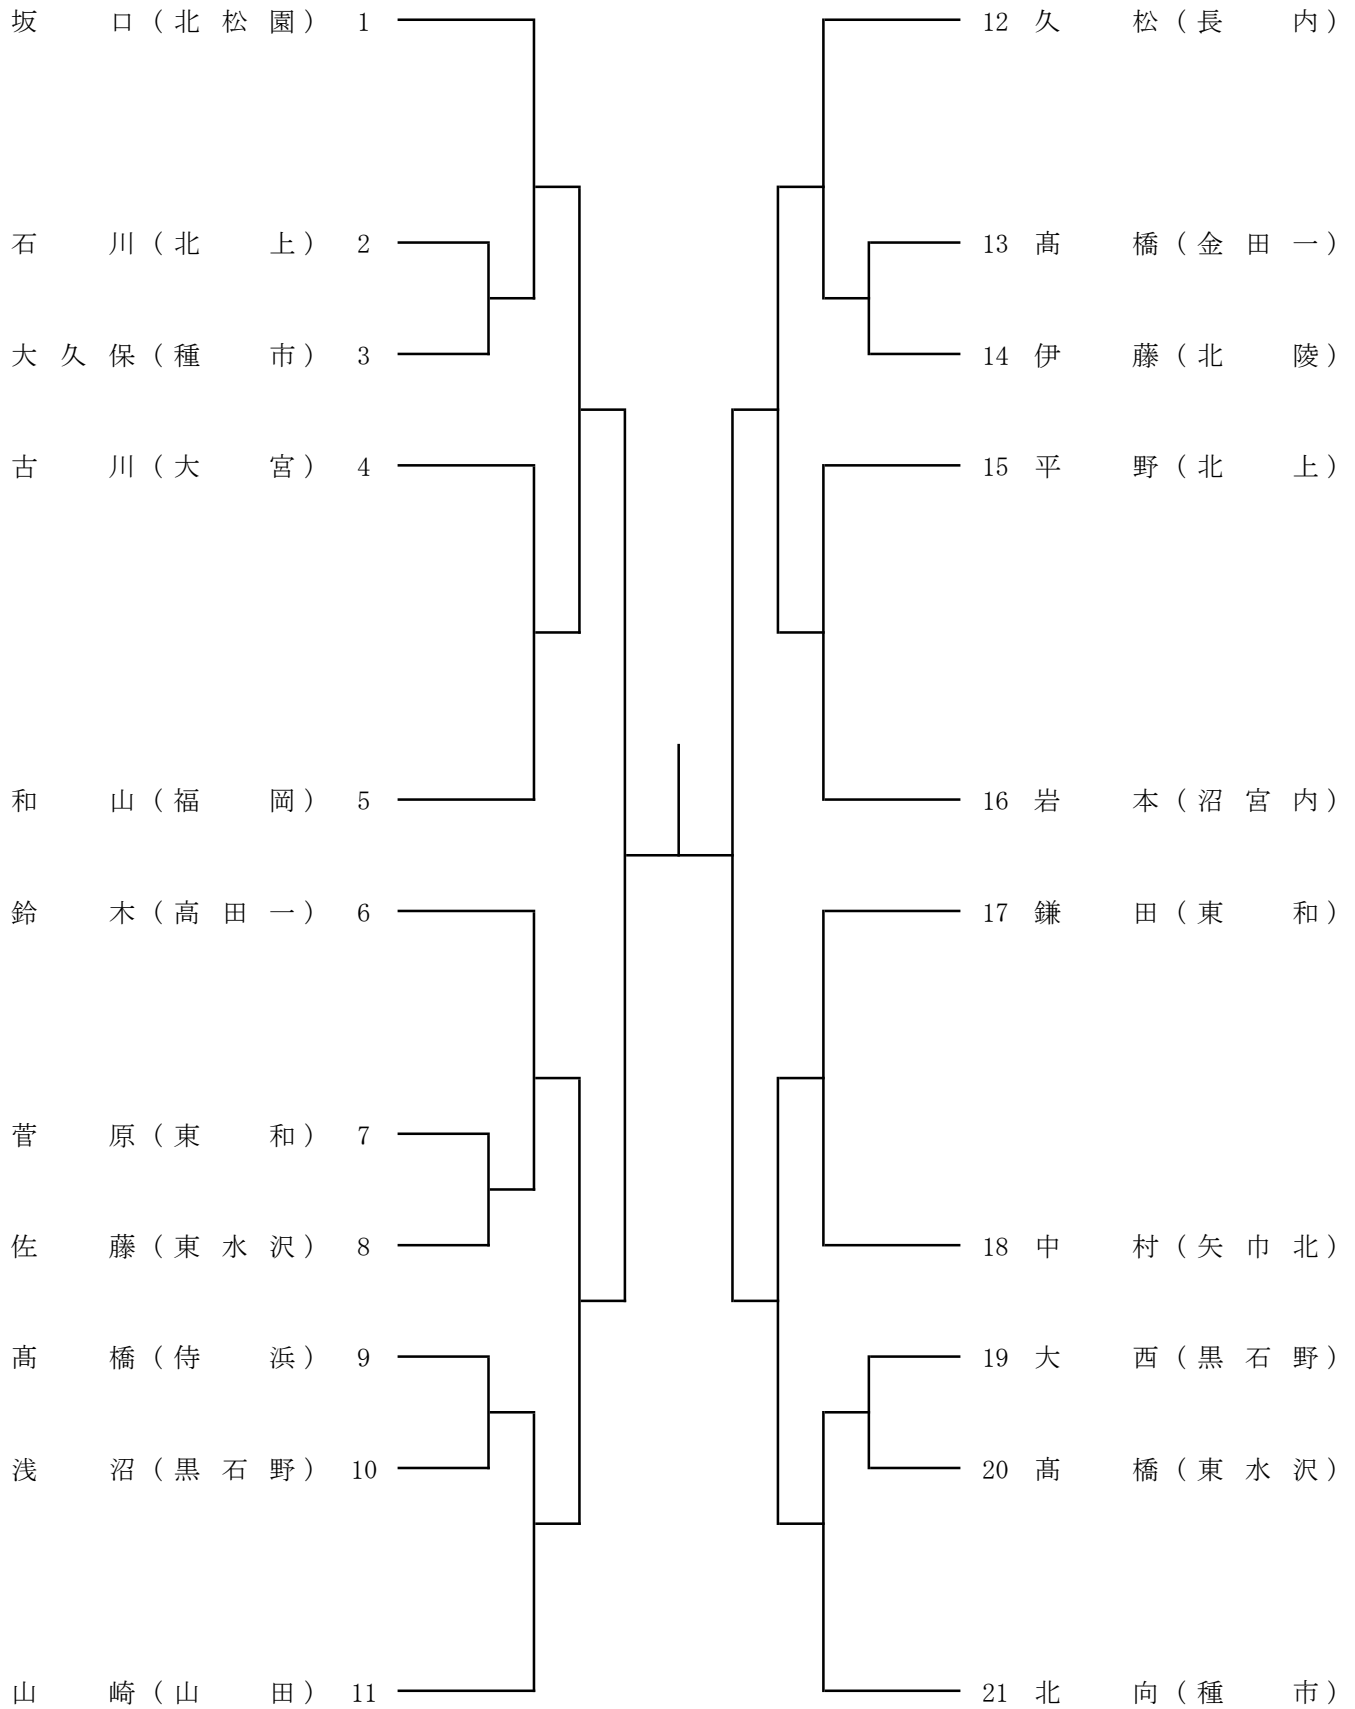 坂口（北松園） 1
石川（北上） 2
大久保（種市） 3
古川（大宮） 4
和山（福岡） 5
鈴木（高田一） 6
菅原（東和） 7
佐藤（東水沢） 8
髙橋（侍浜） 9
浅沼（黒石野） 10
山崎（山田） 11
12 久松（長内）
13 髙橋（金田一）
14 伊藤（北陵）
15 平野（北上）
16 岩本（沼宮内）
17 鎌田（東和）
18 中村（矢巾北）
19 大西（黒石野）
20 髙橋（東水沢）
21 北向（種市）